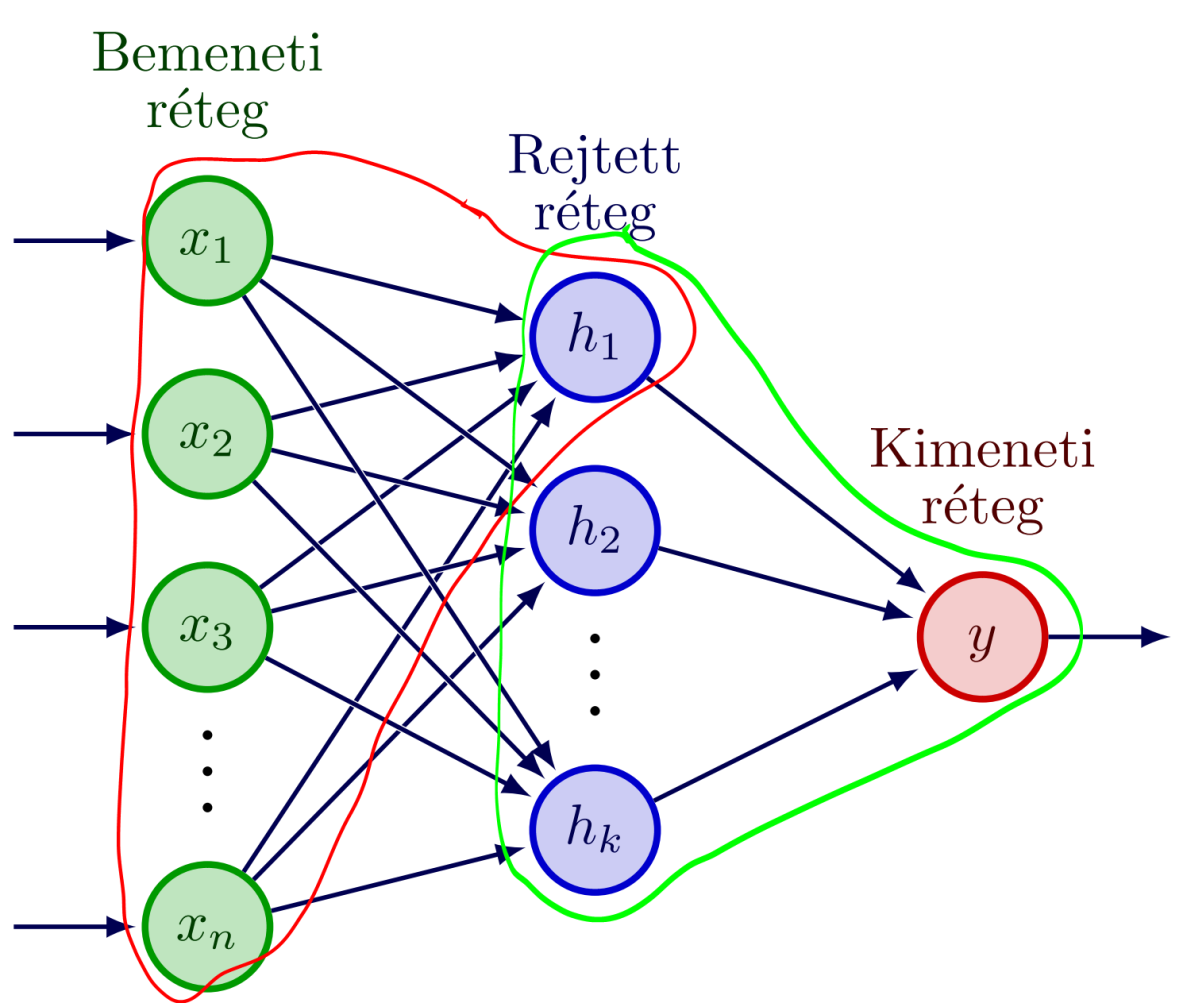 Bemeneti
réteg
Rejtett
réteg
Kimeneti
réteg
x₁
x₂
x₃
xₙ
h₁
h₂
hₖ
y